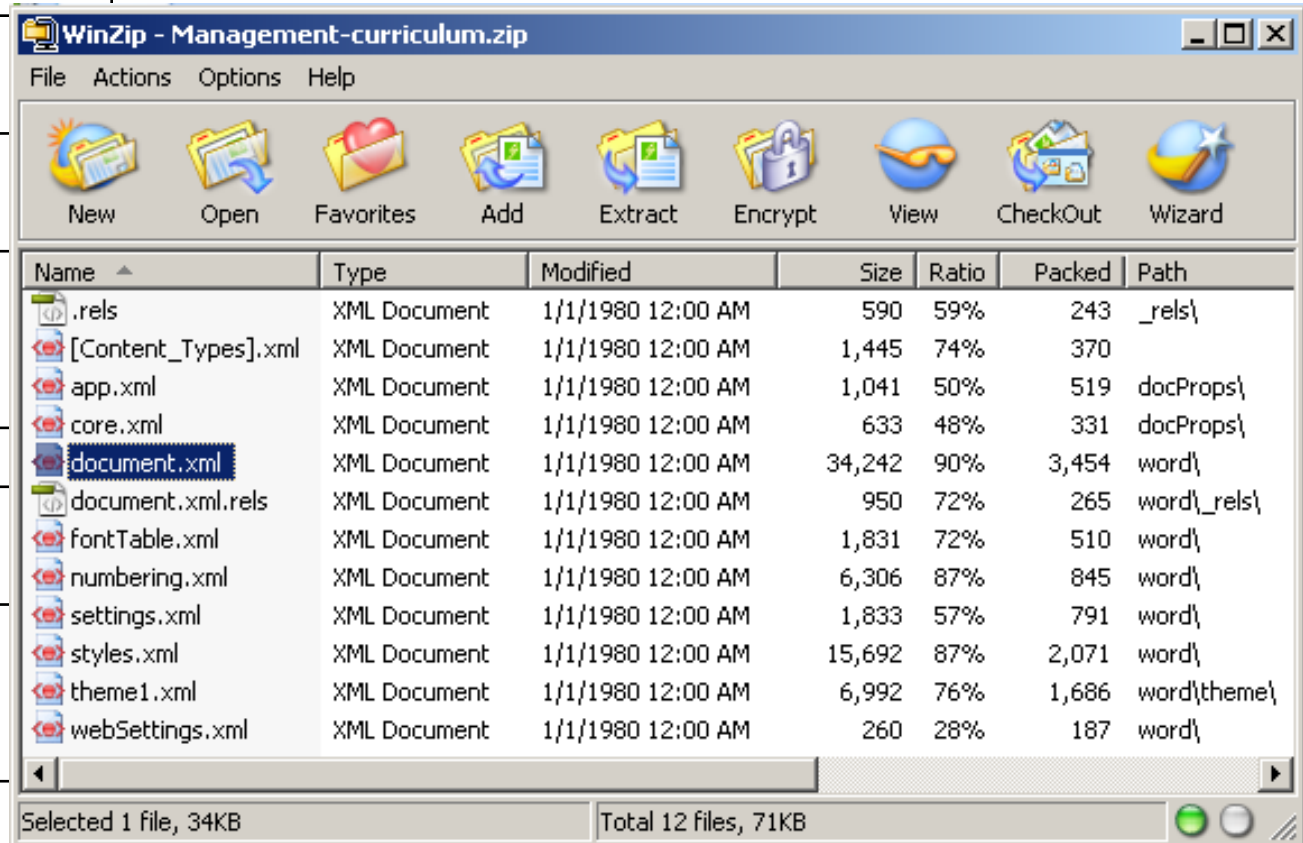 WinZip - Management-curriculum.zip
File Actions Options Help
New Open Favorites Add Extract Encrypt View CheckOut Wizard
Name Type Modified Size Ratio Packed Path
.rels XML Document 1/1/1980 12:00 AM 590 59% 243 _rels\
[Content_Types].xml XML Document 1/1/1980 12:00 AM 1,445 74% 370
app.xml XML Document 1/1/1980 12:00 AM 1,041 50% 519 docProps\
core.xml XML Document 1/1/1980 12:00 AM 633 48% 331 docProps\
document.xml XML Document 1/1/1980 12:00 AM 34,242 90% 3,454 word\
document.xml.rels XML Document 1/1/1980 12:00 AM 950 72% 265 word\_rels\
fontTable.xml XML Document 1/1/1980 12:00 AM 1,831 72% 510 word\
numbering.xml XML Document 1/1/1980 12:00 AM 6,306 87% 845 word\
settings.xml XML Document 1/1/1980 12:00 AM 1,833 57% 791 word\
styles.xml XML Document 1/1/1980 12:00 AM 15,692 87% 2,071 word\
theme1.xml XML Document 1/1/1980 12:00 AM 6,992 76% 1,686 word\theme\
webSettings.xml XML Document 1/1/1980 12:00 AM 260 28% 187 word\
Selected 1 file, 34KB Total 12 files, 71KB